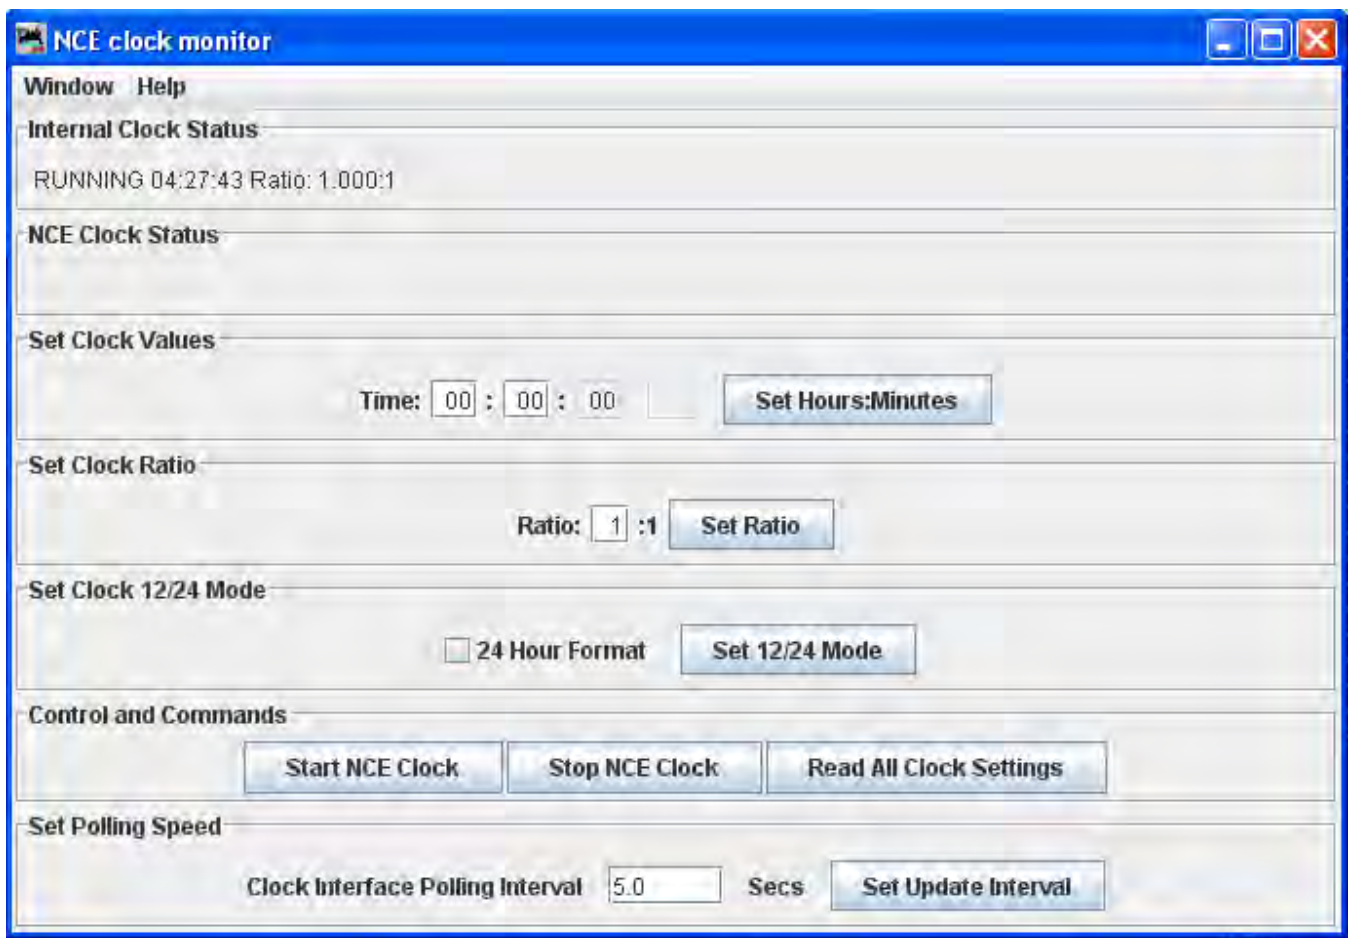 NCE clock monitor
Window Help
Internal Clock Status
RUNNING 04:27:43 Ratio: 1.000:1
NCE Clock Status
Set Clock Values
Time: 00 : 00 : 00 Set Hours:Minutes
Set Clock Ratio
Ratio: 1 :1 Set Ratio
Set Clock 12/24 Mode
24 Hour Format Set 12/24 Mode
Control and Commands
Start NCE Clock Stop NCE Clock Read All Clock Settings
Set Polling Speed
Clock Interface Polling Interval 5.0 Secs Set Update Interval